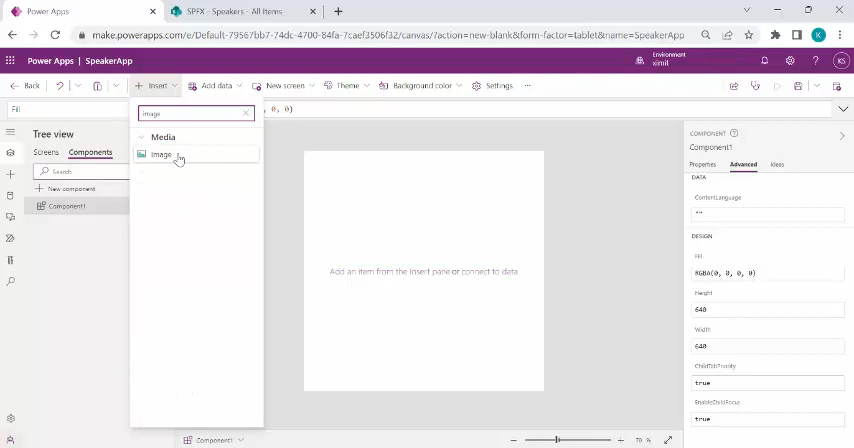 Power Apps
SPFX - Speakers - All Items
make.powerapps.com/e/Default-79567bb7-74dc-4700-84fa-7caef3506f32/canvas/?action=new-blank&form-factor=tablet&name=SpeakerApp
K
Power Apps | SpeakerApp
Environment
ximit
KS
Back
Insert
Add data
New screen
Theme
Background color
Settings
Fill
, 0, 0)
image
Tree view
Screens
Components
Search
New component
Component1
Media
Image
Add an item from the Insert pane or connect to data
COMPONENT
Component1
Properties
Advanced
Ideas
DATA
ContentLanguage
""
DESIGN
Fill
RGBA(0, 0, 0, 0)
Height
640
Width
640
ChildTabPriority
true
EnableChildFocus
true
Component1
70 %